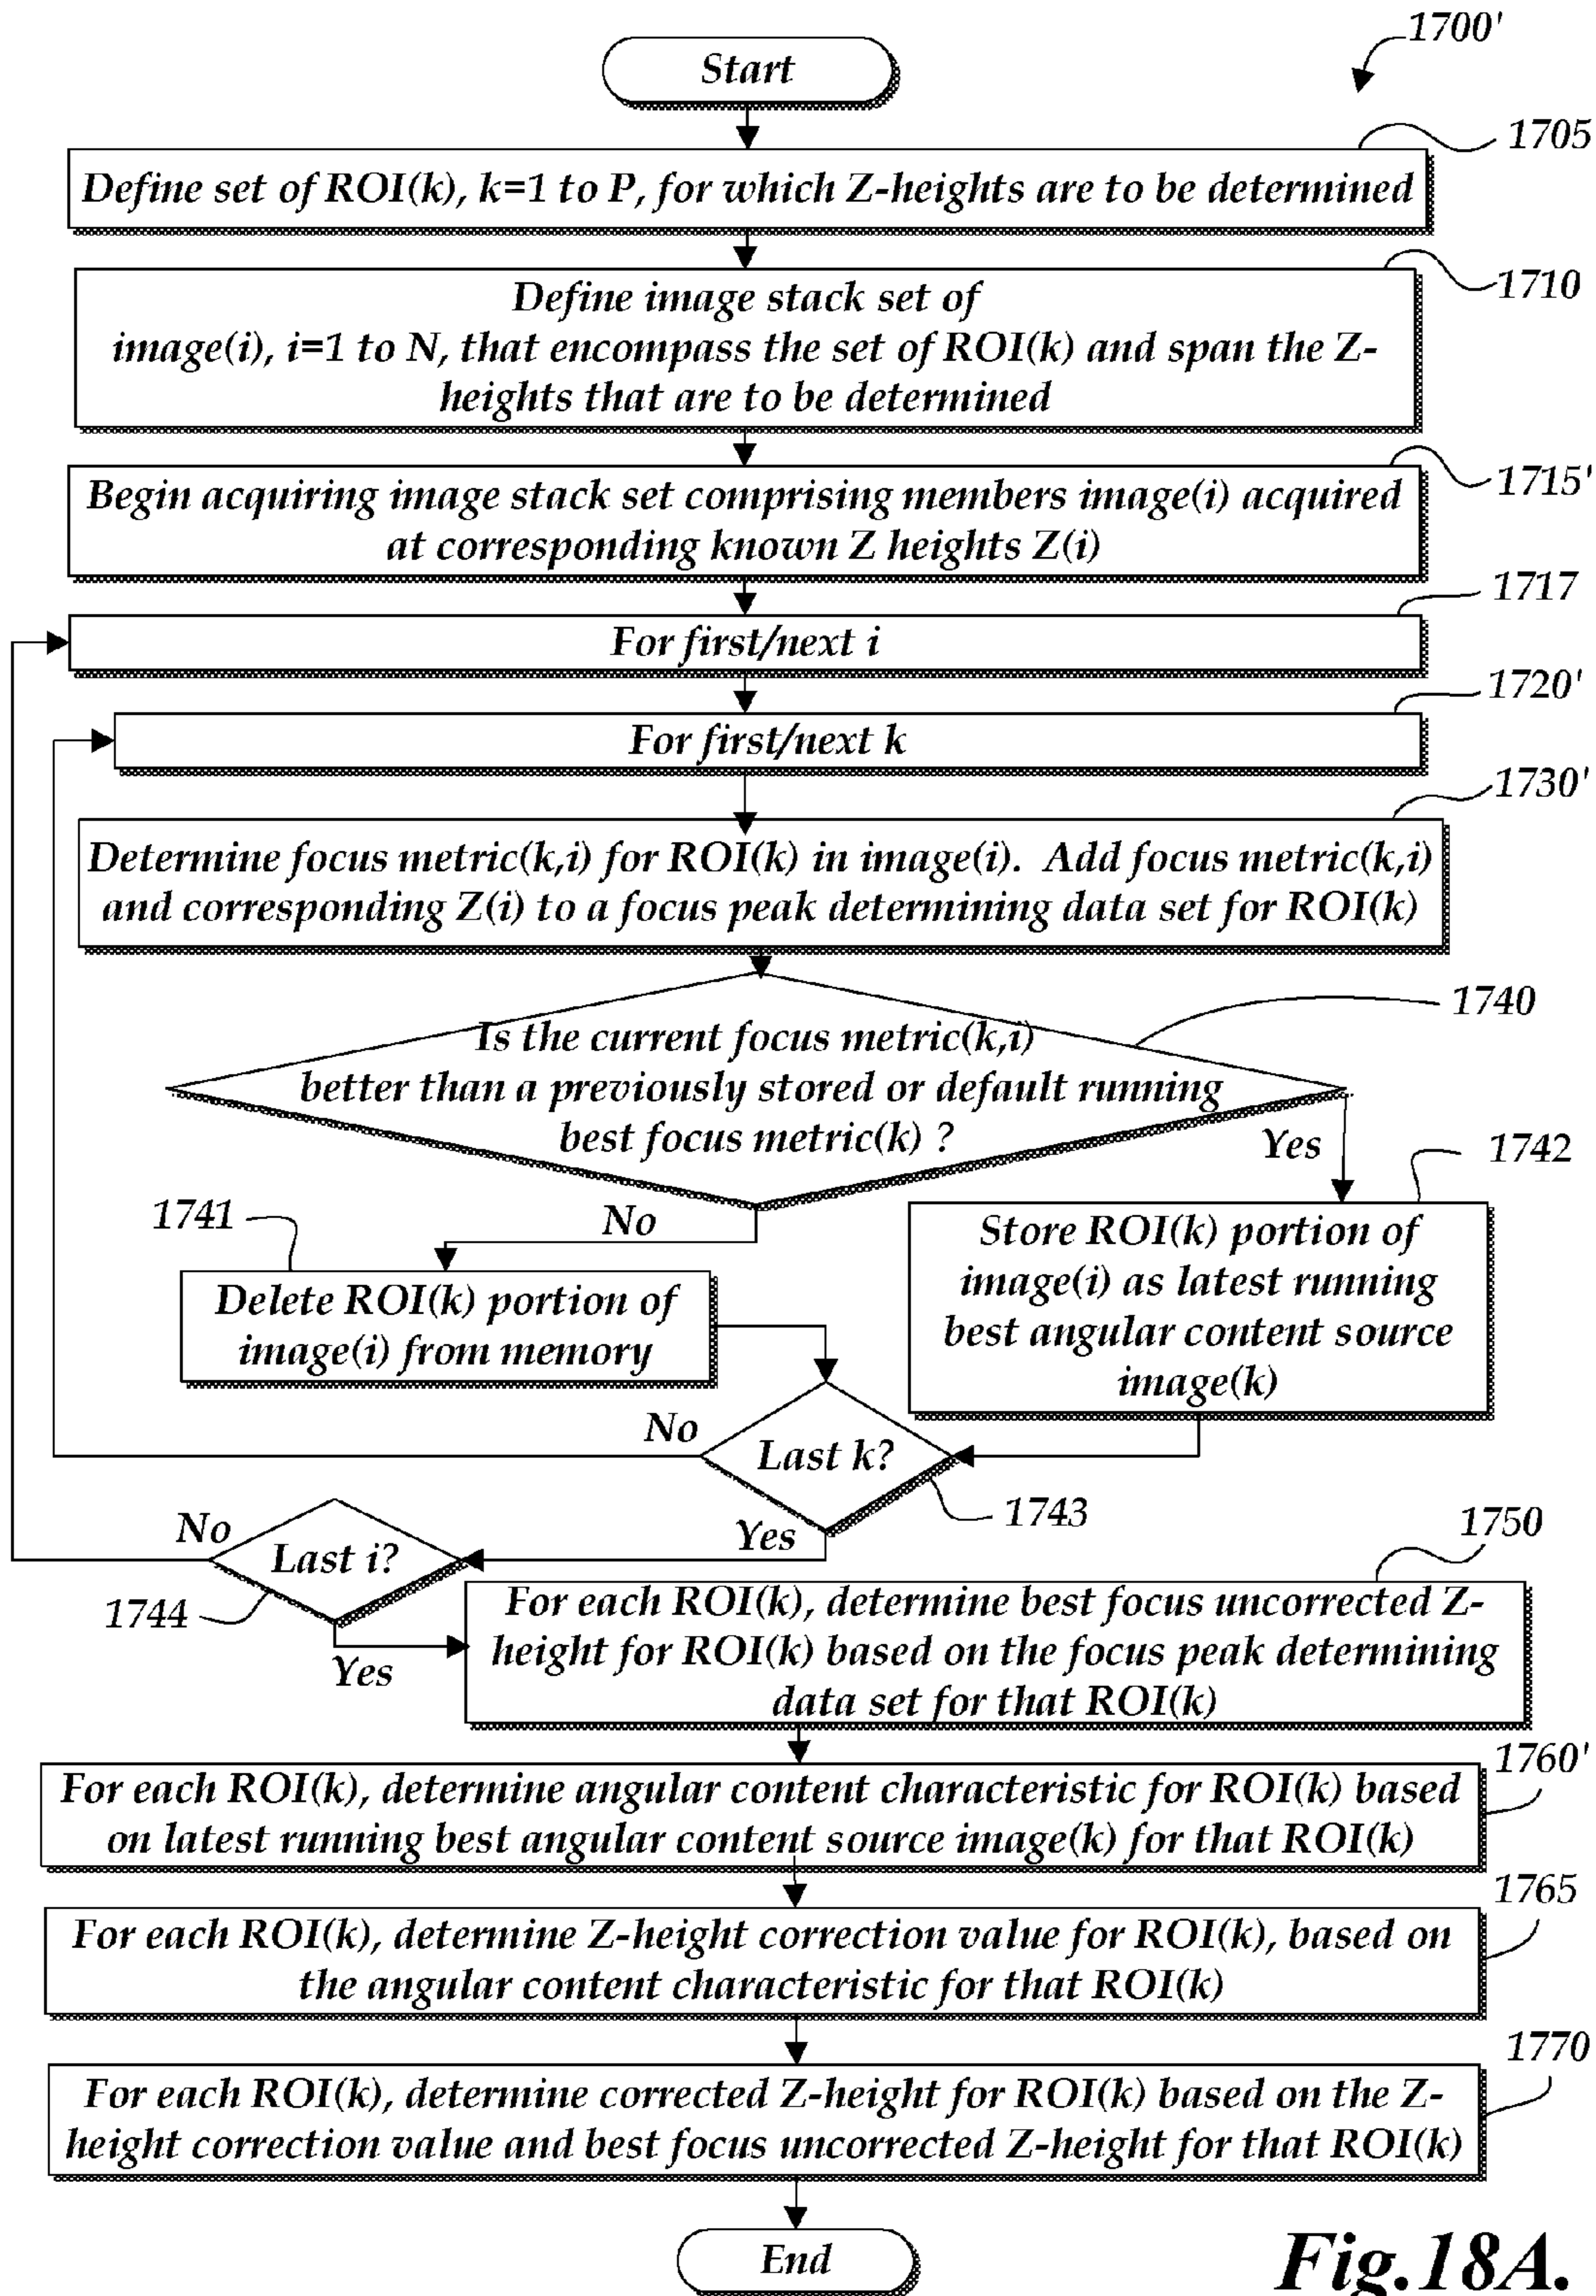 1700'
Start
1705
Define set of ROI(k), k=1 to P, for which Z-heights are to be determined
1710
Define image stack set of
image(i), i=1 to N, that encompass the set of ROI(k) and span the Z-
heights that are to be determined
1715'
Begin acquiring image stack set comprising members image(i) acquired
at corresponding known Z heights Z(i)
1717
For first/next i
1720'
For first/next k
1730'
Determine focus metric(k,i) for ROI(k) in image(i). Add focus metric(k,i)
and corresponding Z(i) to a focus peak determining data set for ROI(k)
1740
Is the current focus metric(k,i)
better than a previously stored or default running
best focus metric(k) ?
Yes
1742
No
1741
Store ROI(k) portion of
image(i) as latest running
best angular content source
image(k)
Delete ROI(k) portion of
image(i) from memory
No
Last k?
1743
Yes
No
Last i?
1744
Yes
1750
For each ROI(k), determine best focus uncorrected Z-
height for ROI(k) based on the focus peak determining
data set for that ROI(k)
1760'
For each ROI(k), determine angular content characteristic for ROI(k) based
on latest running best angular content source image(k) for that ROI(k)
1765
For each ROI(k), determine Z-height correction value for ROI(k), based on
the angular content characteristic for that ROI(k)
1770
For each ROI(k), determine corrected Z-height for ROI(k) based on the Z-
height correction value and best focus uncorrected Z-height for that ROI(k)
End
Fig.18A.